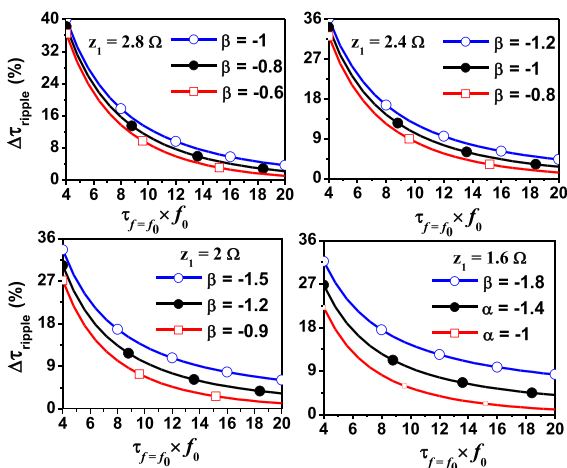 40
32
24
16
8
0
Δτripple (%)
z1 = 2.8 Ω
β = -1
β = -0.8
β = -0.6
4 6 8 10 12 14 16 18 20
τf=f0×f0
36
27
18
9
0
z1 = 2.4 Ω
β = -1.2
β = -1
β = -0.8
4 6 8 10 12 14 16 18 20
τf=f0×f0
36
27
18
9
0
Δτripple (%)
z1 = 2 Ω
β = -1.5
β = -1.2
β = -0.9
4 6 8 10 12 14 16 18 20
τf=f0×f0
36
27
18
9
0
z1 = 1.6 Ω
β = -1.8
α = -1.4
α = -1
4 6 8 10 12 14 16 18 20
τf=f0×f0